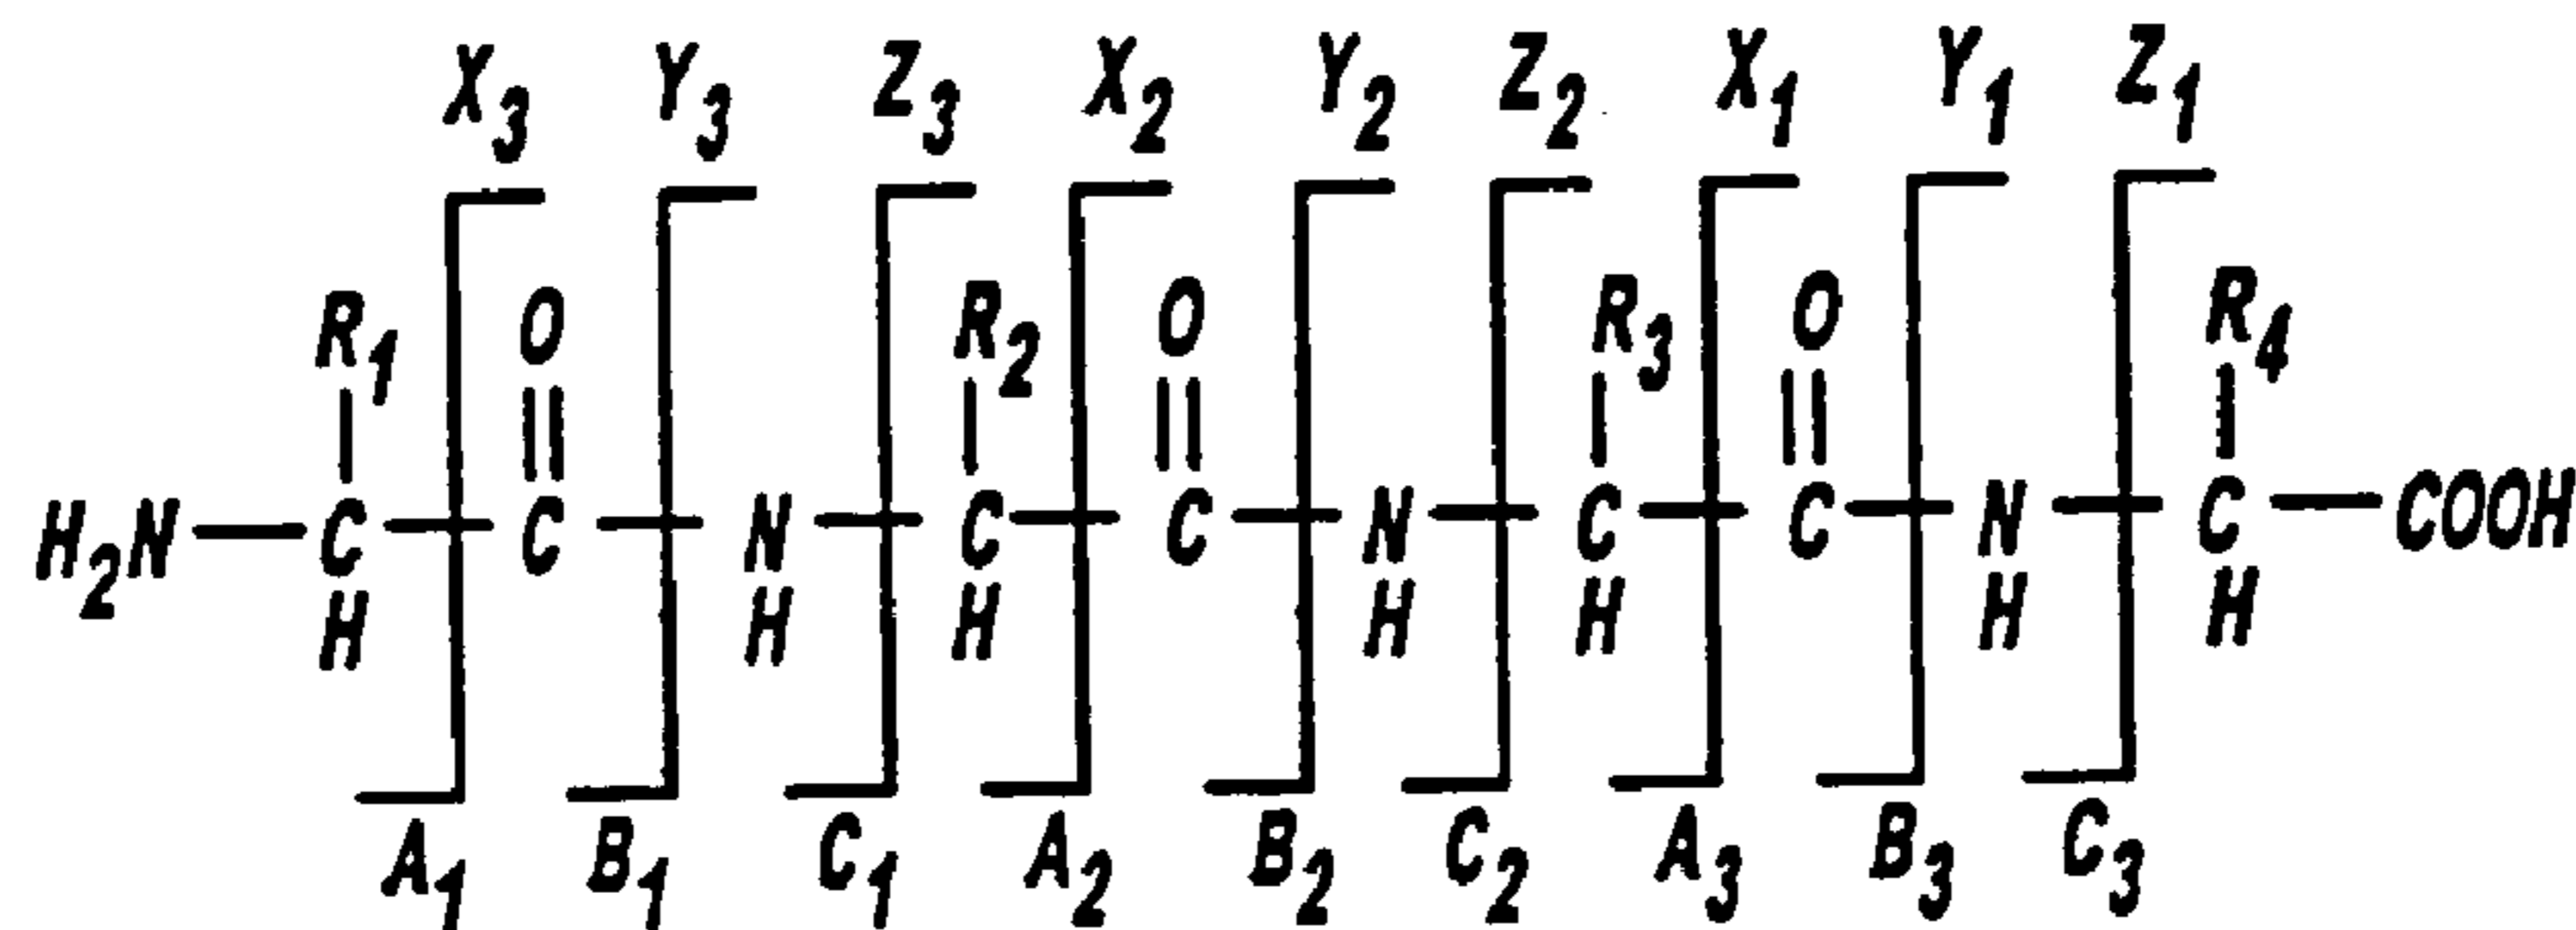 X3 Y3 Z3 X2 Y2 Z2 X1 Y1 Z1
R1 O R2 O R3 O R4
H2N C C N C C N C C N C COOH
H H H H H H H
A1 B1 C1 A2 B2 C2 A3 B3 C3